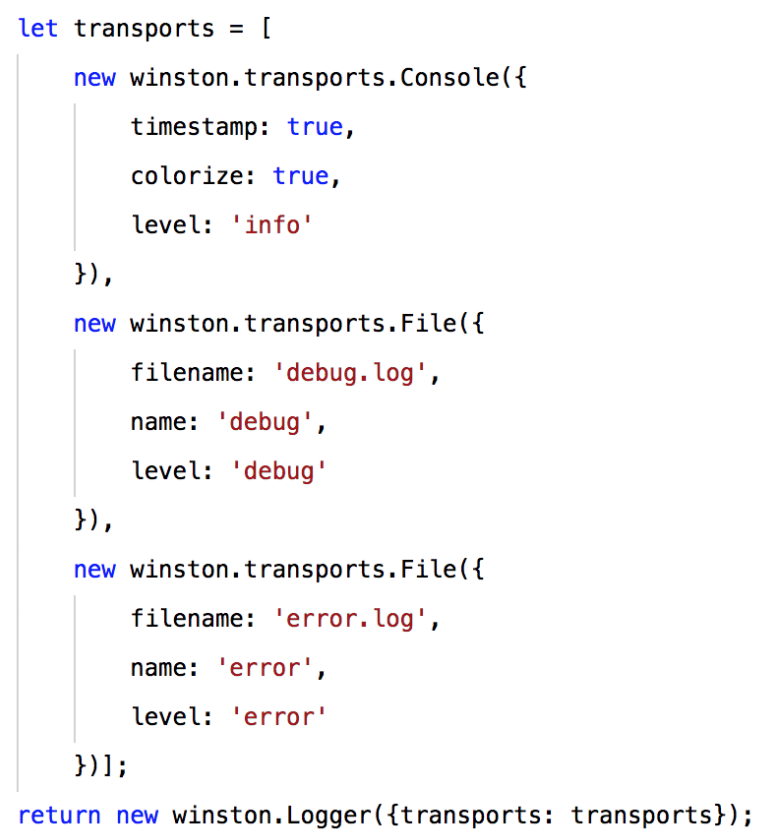 let transports = [
    new winston.transports.Console({
        timestamp: true,
        colorize: true,
        level: 'info'
    }),
    new winston.transports.File({
        filename: 'debug.log',
        name: 'debug',
        level: 'debug'
    }),
    new winston.transports.File({
        filename: 'error.log',
        name: 'error',
        level: 'error'
    })];
return new winston.Logger({transports: transports});